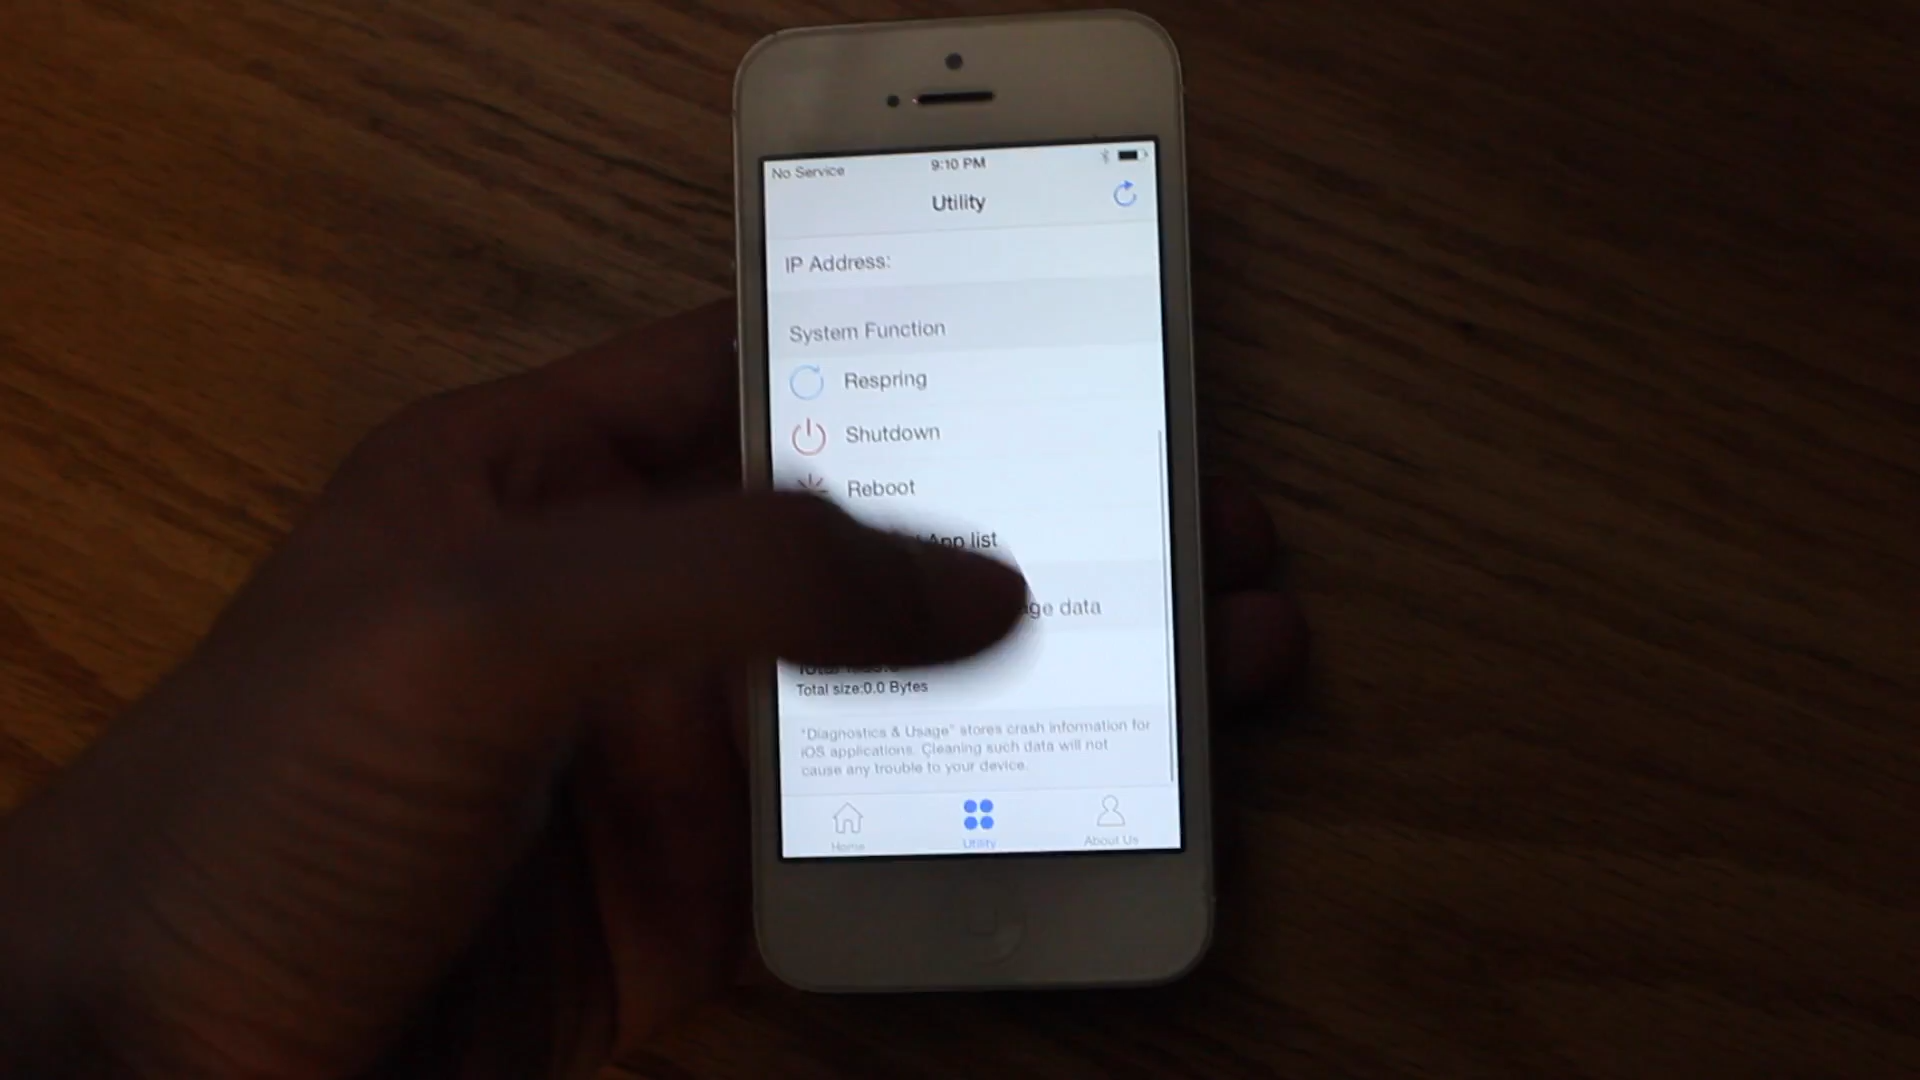 No Service
9:10 PM
Utility
IP Address:
System Function
Respring
Shutdown
Reboot
App list
data
Total
Total size:0.0 Bytes
"Diagnostics & Usage" stores crash information for
iOS applications. Cleaning such data will not
cause any trouble to your device.
Home
Utility
About Us